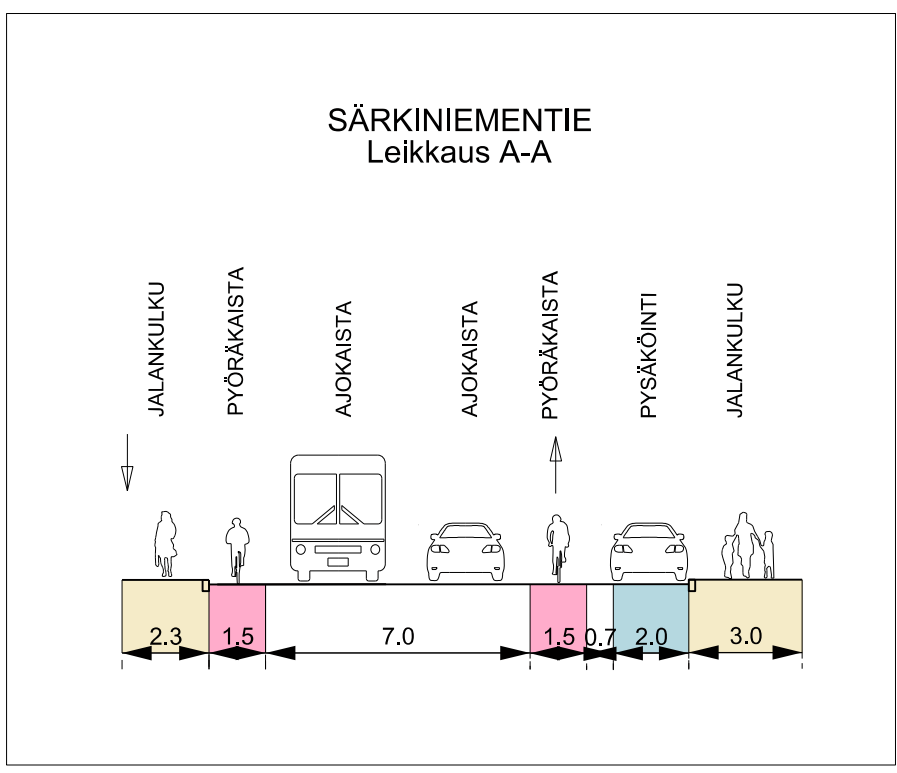 SÄRKINIEMENTIE
Leikkaus A-A
JALANKULKU
PYÖRÄKAISTA
AJOKAISTA
AJOKAISTA
PYÖRÄKAISTA
PYSÄKÖINTI
JALANKULKU
2.3 1.5 7.0 1.5 0.7 2.0 3.0